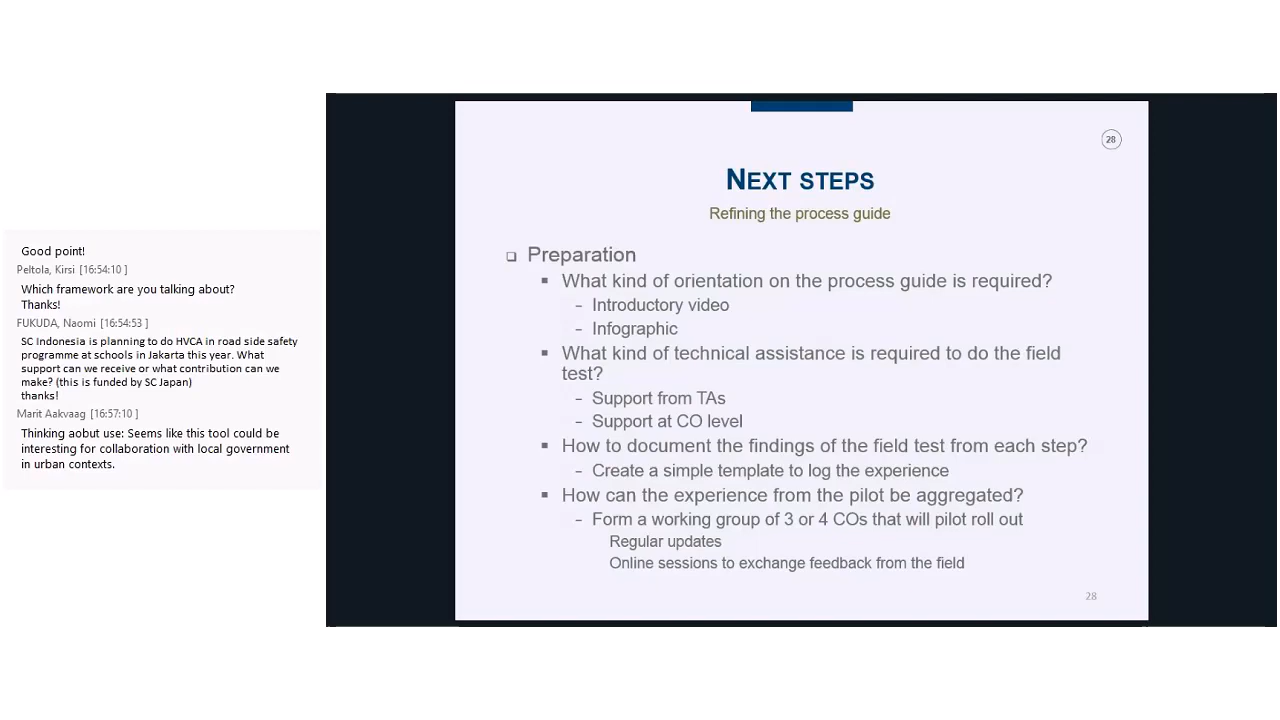 Good point!
Peltola, Kirsi [16:54:10 ]
Which framework are you talking about?
Thanks!
FUKUDA, Naomi [16:54:53 ]
SC Indonesia is planning to do HVCA in road side safety
programme at schools in Jakarta this year. What
support can we receive or what contribution can we
make? (this is funded by SC Japan)
thanks!
Marit Aakvaag [16:57:10 ]
Thinking aobut use: Seems like this tool could be
interesting for collaboration with local government
in urban contexts.
28
NEXT STEPS
Refining the process guide
❑ Preparation
▪ What kind of orientation on the process guide is required?
- Introductory video
- Infographic
▪ What kind of technical assistance is required to do the field
test?
- Support from TAs
- Support at CO level
▪ How to document the findings of the field test from each step?
- Create a simple template to log the experience
▪ How can the experience from the pilot be aggregated?
- Form a working group of 3 or 4 COs that will pilot roll out
Regular updates
Online sessions to exchange feedback from the field
28